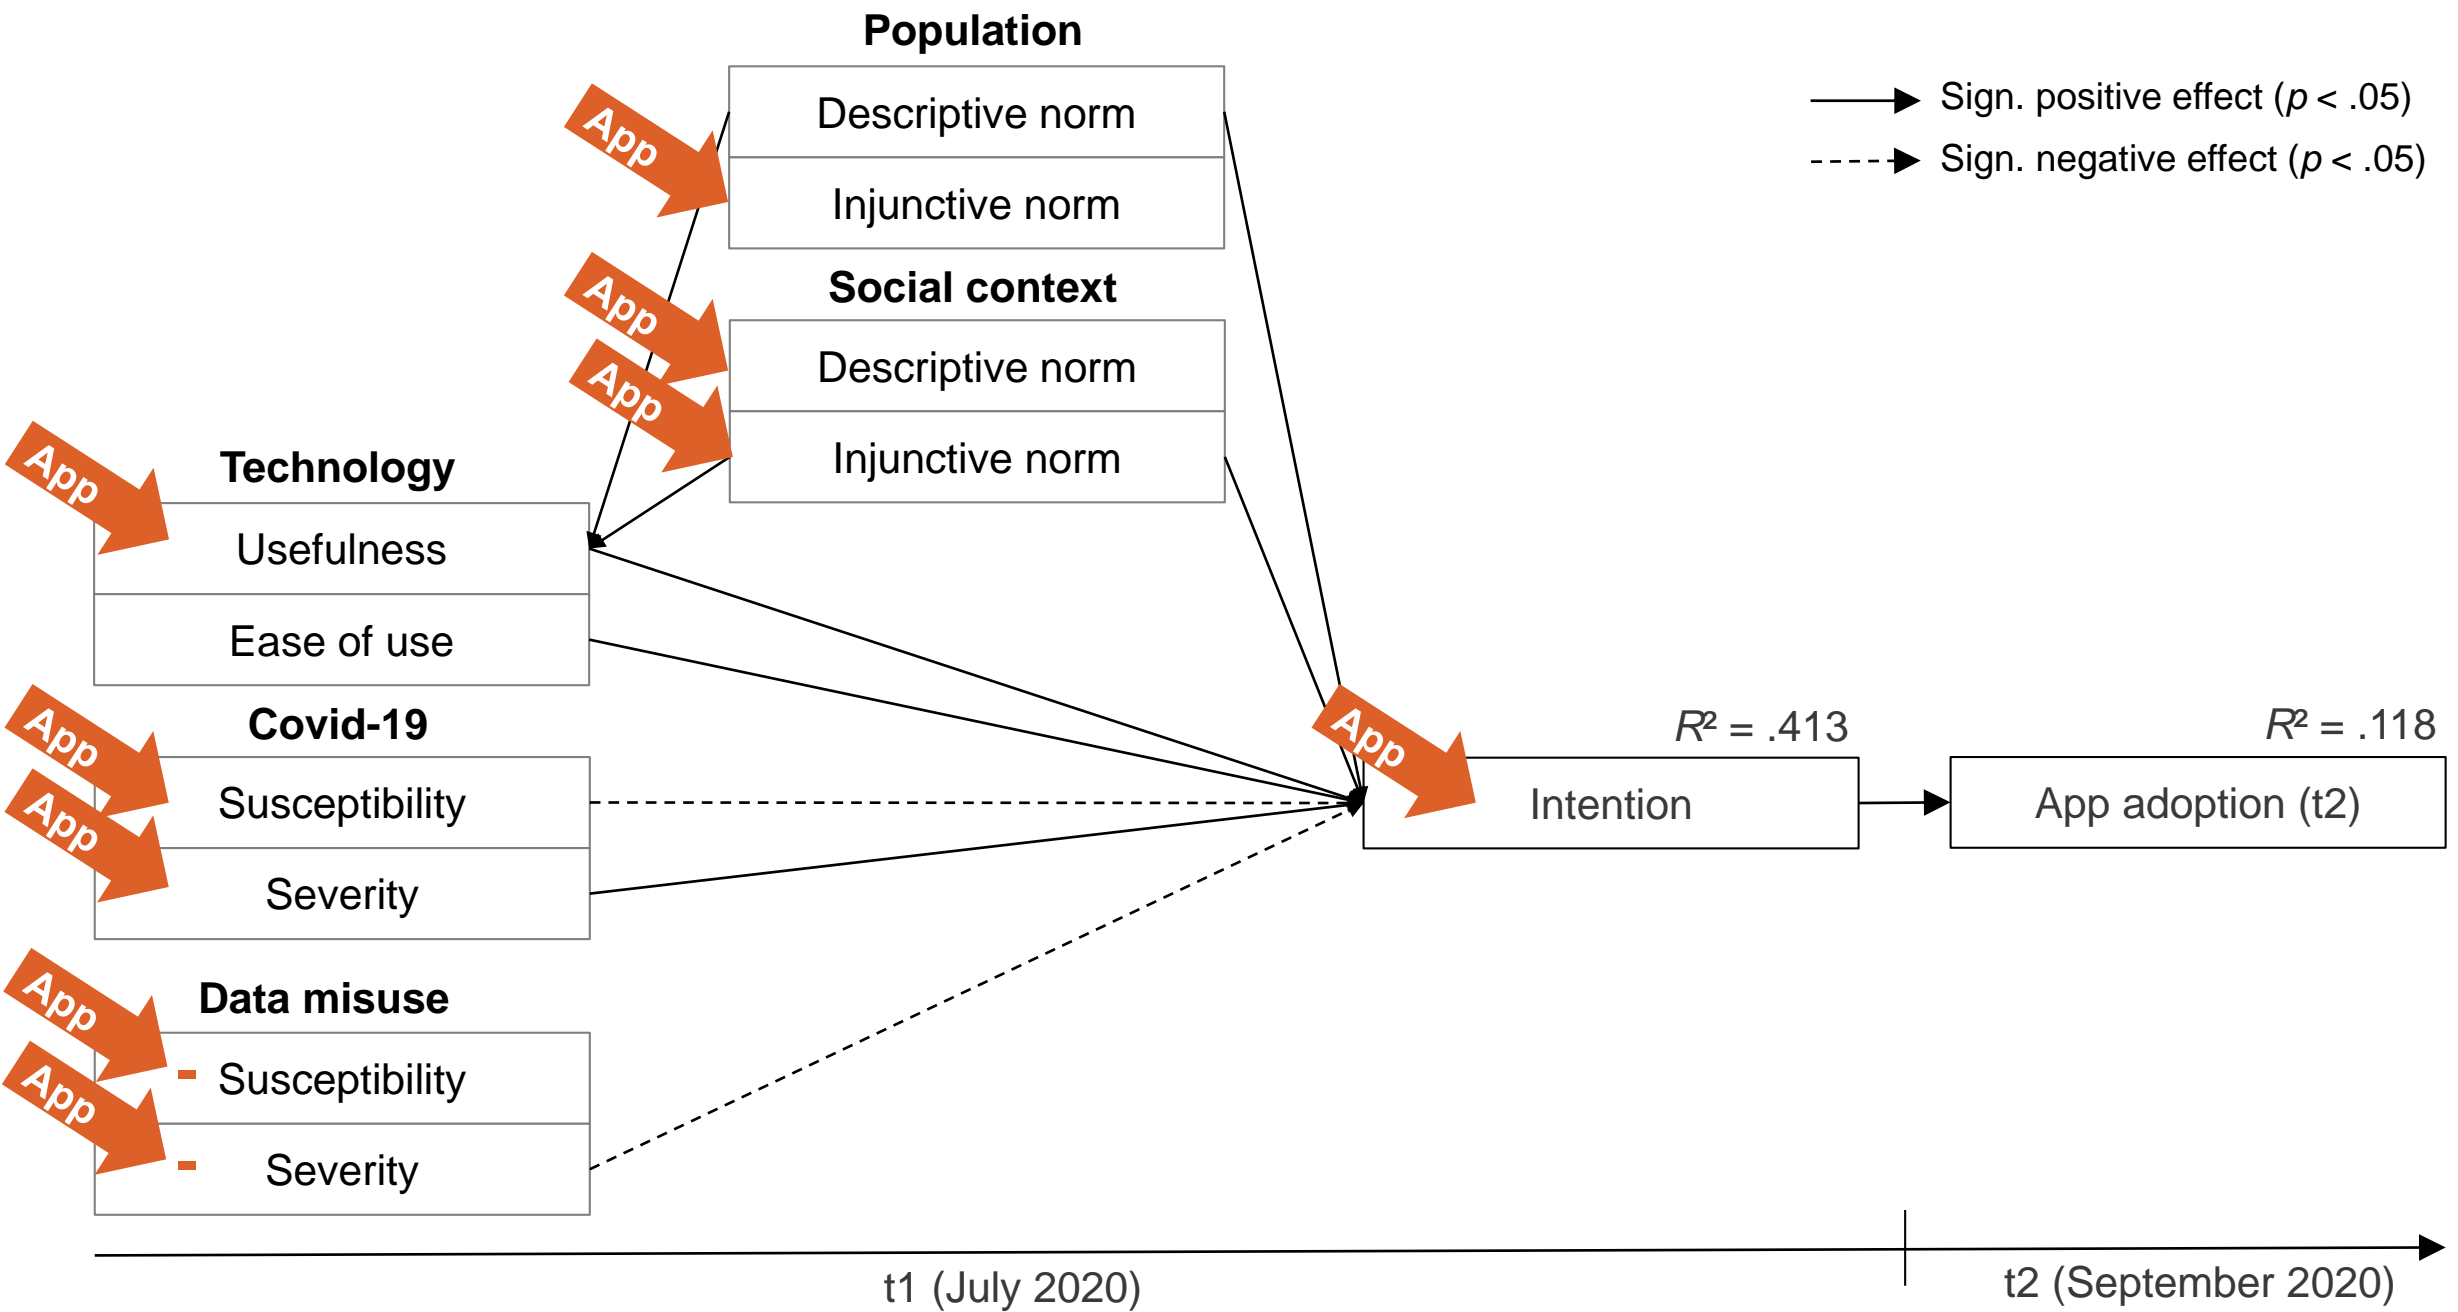 Population
Descriptive norm
Injunctive norm
App
Sign. positive effect (p < .05)
Sign. negative effect (p < .05)
Social context
Descriptive norm
Injunctive norm
App
App
Technology
Usefulness
Ease of use
App
Covid-19
Susceptibility
Severity
App
App
Data misuse
- Susceptibility
- Severity
App
App
App
Intention
R² = .413
App adoption (t2)
R² = .118
t1 (July 2020)
t2 (September 2020)